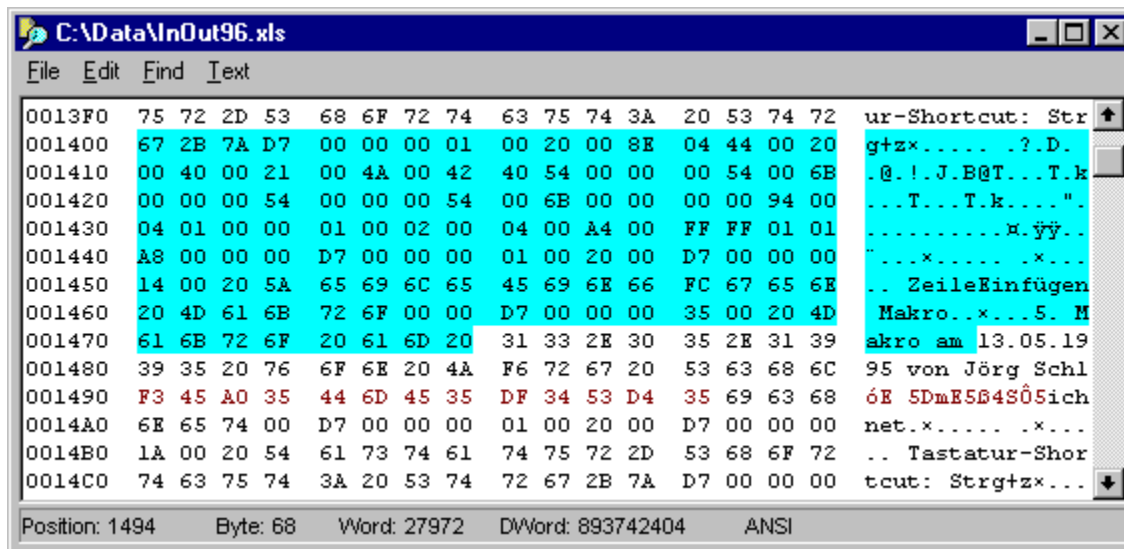 C:\Data\InOut96.xls
File Edit Find Text
0013F0 75 72 2D 53 68 6F 72 74 63 75 74 3A 20 53 74 72 ur-Shortcut: Str
001400 67 2B 7A D7 00 00 00 01 00 20 00 8E 04 44 00 20 g+z×..... .?.D.
001410 00 40 00 21 00 4A 00 42 40 54 00 00 00 54 00 6B .@.!.J.B@T...T.k
001420 00 00 00 54 00 00 00 54 00 6B 00 00 00 00 94 00 ...T...T.k....".
001430 04 01 00 00 01 00 02 00 04 00 A4 00 FF FF 01 01 ..........¤.ÿÿ..
001440 A8 00 00 00 D7 00 00 00 01 00 20 00 D7 00 00 00 ¨...×..... .×...
001450 14 00 20 5A 65 69 6C 65 45 69 6E 66 FC 67 65 6E .. ZeileEinfügen
001460 20 4D 61 6B 72 6F 00 00 D7 00 00 00 35 00 20 4D Makro..×...5. M
001470 61 6B 72 6F 20 61 6D 20 31 33 2E 30 35 2E 31 39 akro am 13.05.19
001480 39 35 20 76 6F 6E 20 4A F6 72 67 20 53 63 68 6C 95 von Jörg Schl
001490 F3 45 A0 35 44 6D 45 35 DF 34 53 D4 35 69 63 68 óE 5DmE5ß4SÔ5ich
0014A0 6E 65 74 00 D7 00 00 00 01 00 20 00 D7 00 00 00 net.×..... .×...
0014B0 1A 00 20 54 61 73 74 61 74 75 72 2D 53 68 6F 72 .. Tastatur-Shor
0014C0 74 63 75 74 3A 20 53 74 72 67 2B 7A D7 00 00 00 tcut: Strg+z×...
Position: 1494 Byte: 68 Word: 27972 DWord: 893742404 ANSI